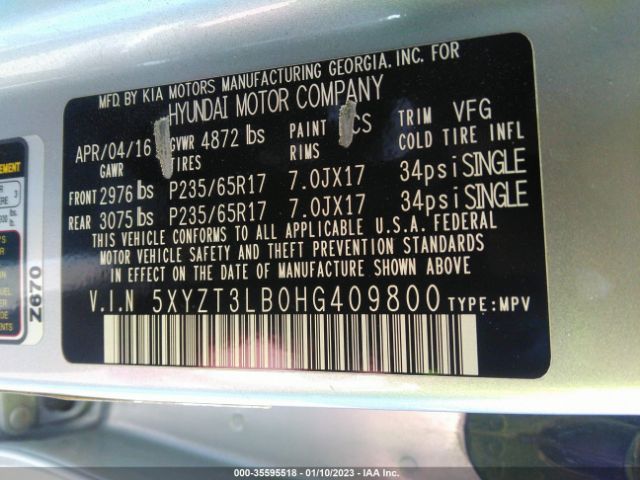 MFD. BY KIA MOTORS MANUFACTURING GEORGIA, INC. FOR
HYUNDAI MOTOR COMPANY
APR/04/16 GVWR 4872 lbs PAINT CS TRIM VFG
GAWR TIRES RIMS COLD TIRE INFL
FRONT 2976 lbs P235/65R17 7.0JX17 34psi SINGLE
REAR 3075 lbs P235/65R17 7.0JX17 34psi SINGLE
THIS VEHICLE CONFORMS TO ALL APPLICABLE U.S.A. FEDERAL
MOTOR VEHICLE SAFETY AND THEFT PREVENTION STANDARDS
IN EFFECT ON THE DATE OF MANUFACTURE SHOWN ABOVE.
V.I.N 5XYZT3LB0HG409800 TYPE:MPV
Z670
000-35595518 - 01/10/2023 - IAA Inc.